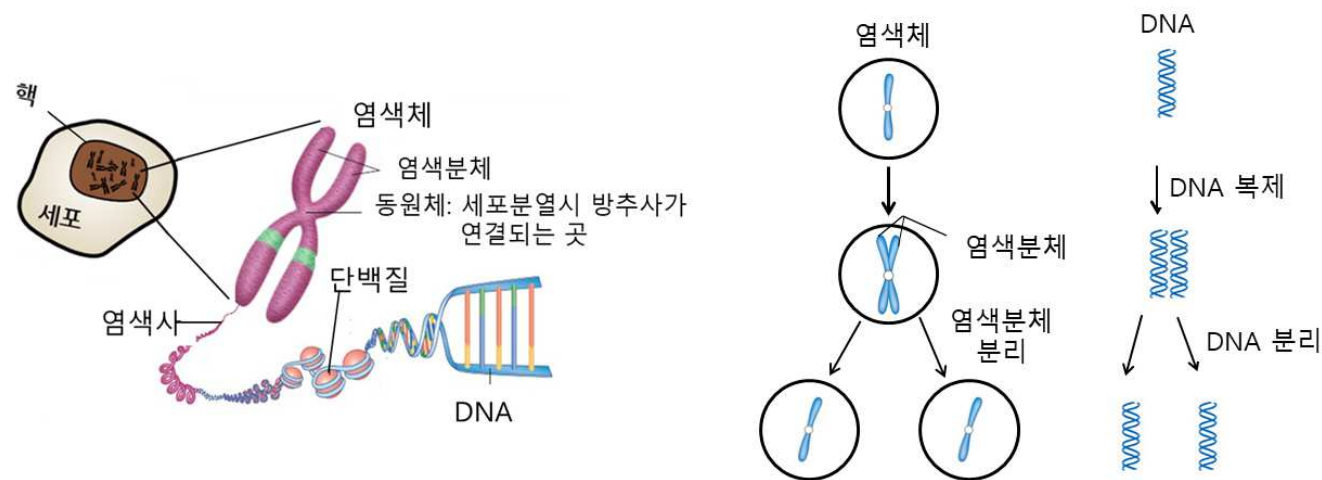 핵
세포
염색체
염색분체
동원체: 세포분열시 방추사가
연결되는 곳
단백질
염색사
DNA
염색체
염색분체
염색분체
분리
DNA
DNA 복제
DNA 분리